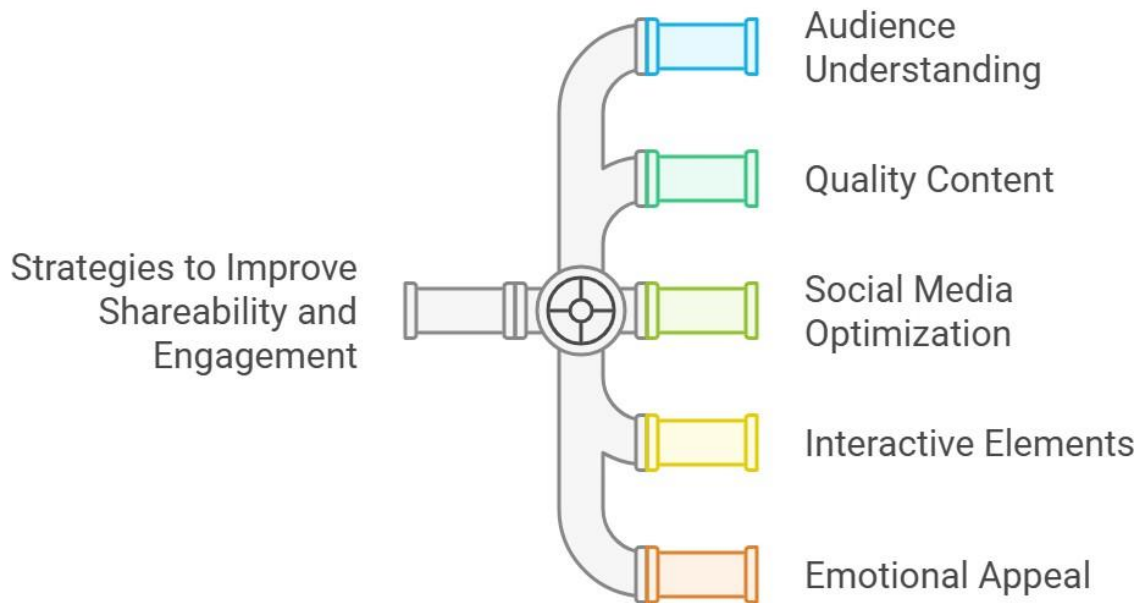 Audience
Understanding
Quality Content
Strategies to Improve
Shareability and
Engagement
Social Media
Optimization
Interactive Elements
Emotional Appeal